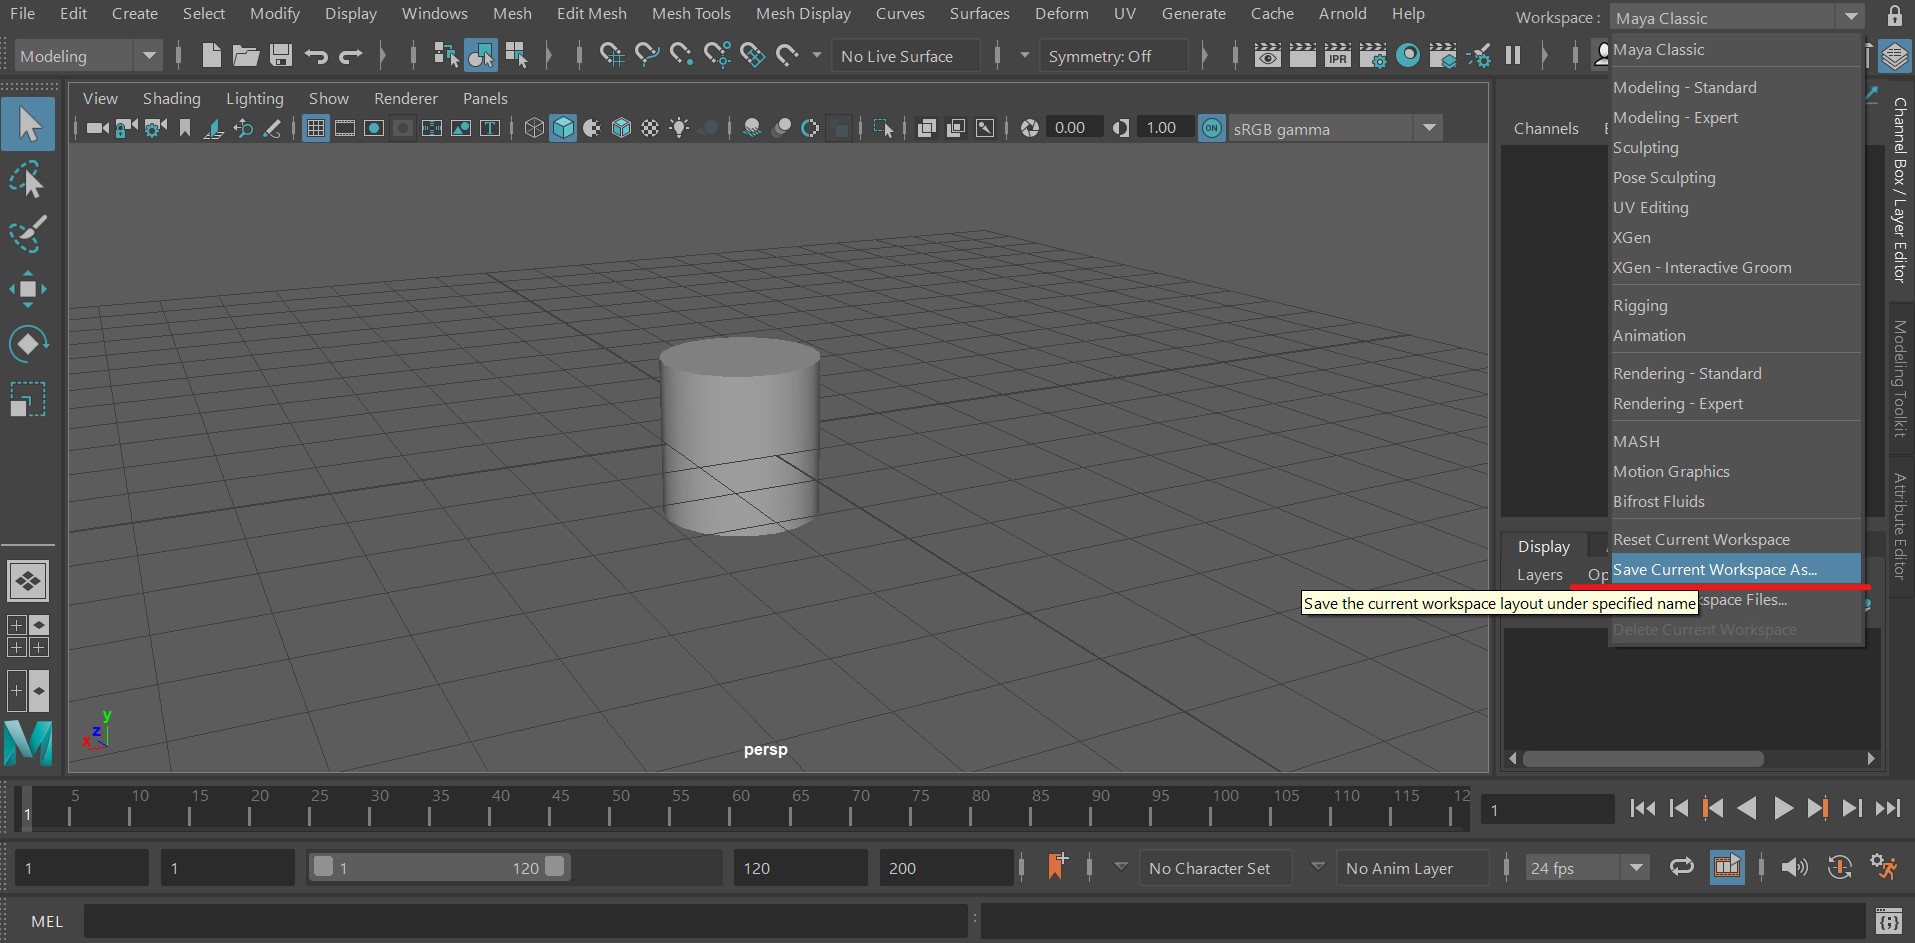 File Edit Create Select Modify Display Windows Mesh Edit Mesh Mesh Tools Mesh Display Curves Surfaces Deform UV Generate Cache Arnold Help
Workspace : Maya Classic
Modeling
No Live Surface
Symmetry: Off
IPR
View Shading Lighting Show Renderer Panels
0.00
1.00
ON
sRGB gamma
Channels
Maya Classic
Modeling - Standard
Modeling - Expert
Sculpting
Pose Sculpting
UV Editing
XGen
XGen - Interactive Groom
Rigging
Animation
Rendering - Standard
Rendering - Expert
MASH
Motion Graphics
Bifrost Fluids
Reset Current Workspace
Save Current Workspace As...
space Files...
Delete Current Workspace
Save the current workspace layout under specified name
Display
Layers Op
Channel Box / Layer Editor
Modeling Toolkit
Attribute Editor
y
z
x
persp
1 5 10 15 20 25 30 35 40 45 50 55 60 65 70 75 80 85 90 95 100 105 110 115 12
1
1 1 1 120 120 200
No Character Set
No Anim Layer
24 fps
MEL